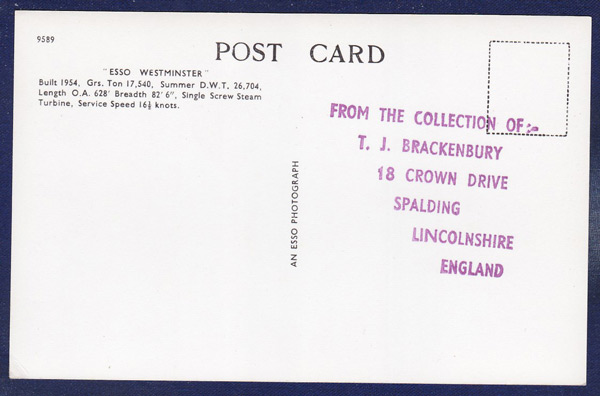 9589
POST CARD
"ESSO WESTMINSTER"
Built 1954, Grs. Ton 17,540, Summer D.W.T. 26,704,
Length O.A. 628' Breadth 82' 6", Single Screw Steam
Turbine, Service Speed 16½ knots.
AN ESSO PHOTOGRAPH
FROM THE COLLECTION OF:-
T. J. BRACKENBURY
18 CROWN DRIVE
SPALDING
LINCOLNSHIRE
ENGLAND